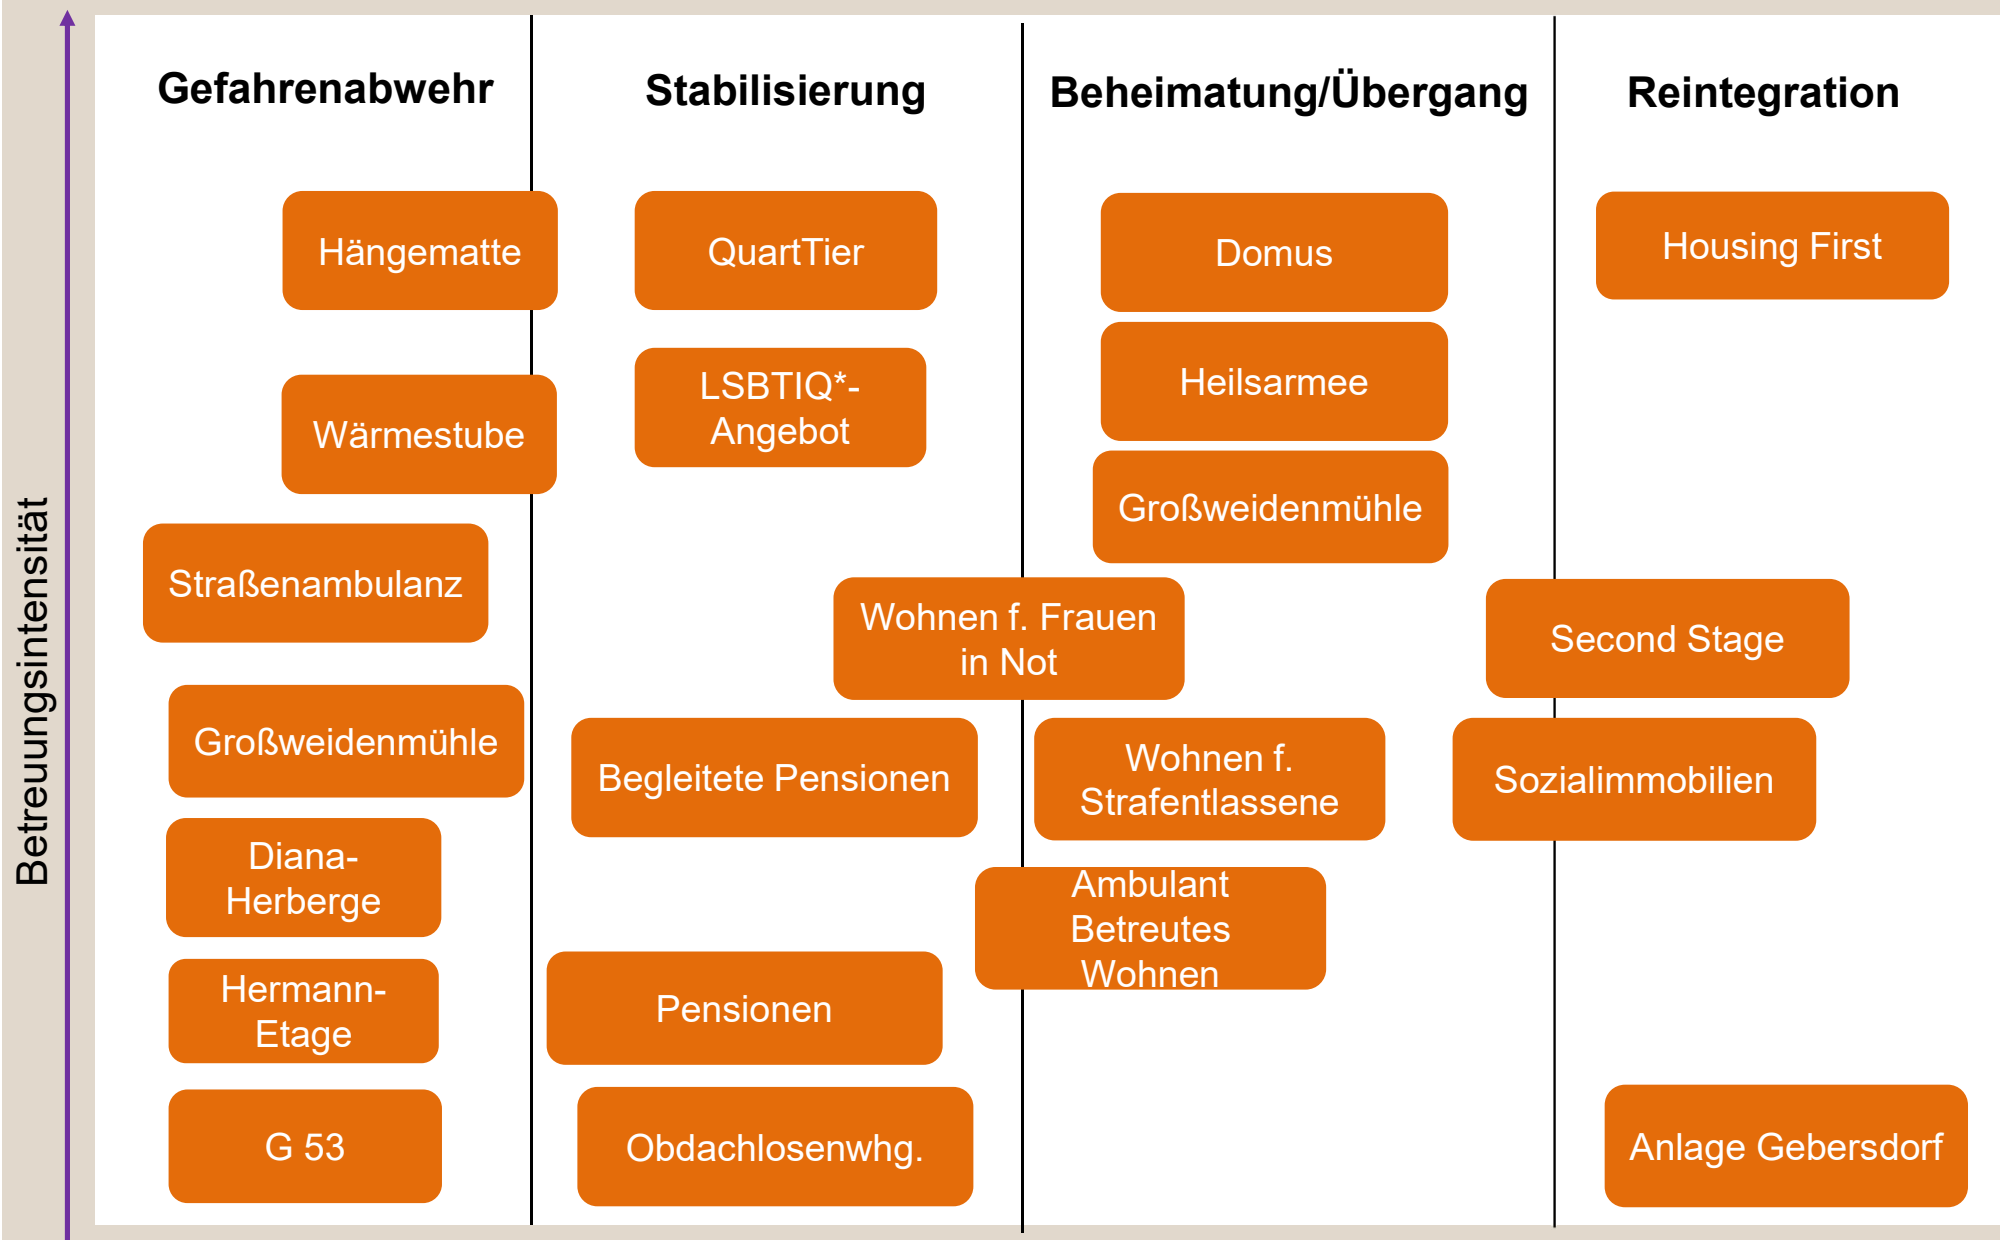 Betreuungsintensität
Gefahrenabwehr
Hängematte
Wärmestube
Straßenambulanz
Großweidenmühle
Diana-
Herberge
Hermann-
Etage
G 53
Stabilisierung
QuartTier
LSBTIQ*-
Angebot
Wohnen f. Frauen
in Not
Begleitete Pensionen
Pensionen
Obdachlosenwhg.
Beheimatung/Übergang
Domus
Heilsarmee
Großweidenmühle
Wohnen f.
Strafentlassene
Ambulant
Betreutes
Wohnen
Reintegration
Housing First
Second Stage
Sozialimmobilien
Anlage Gebersdorf